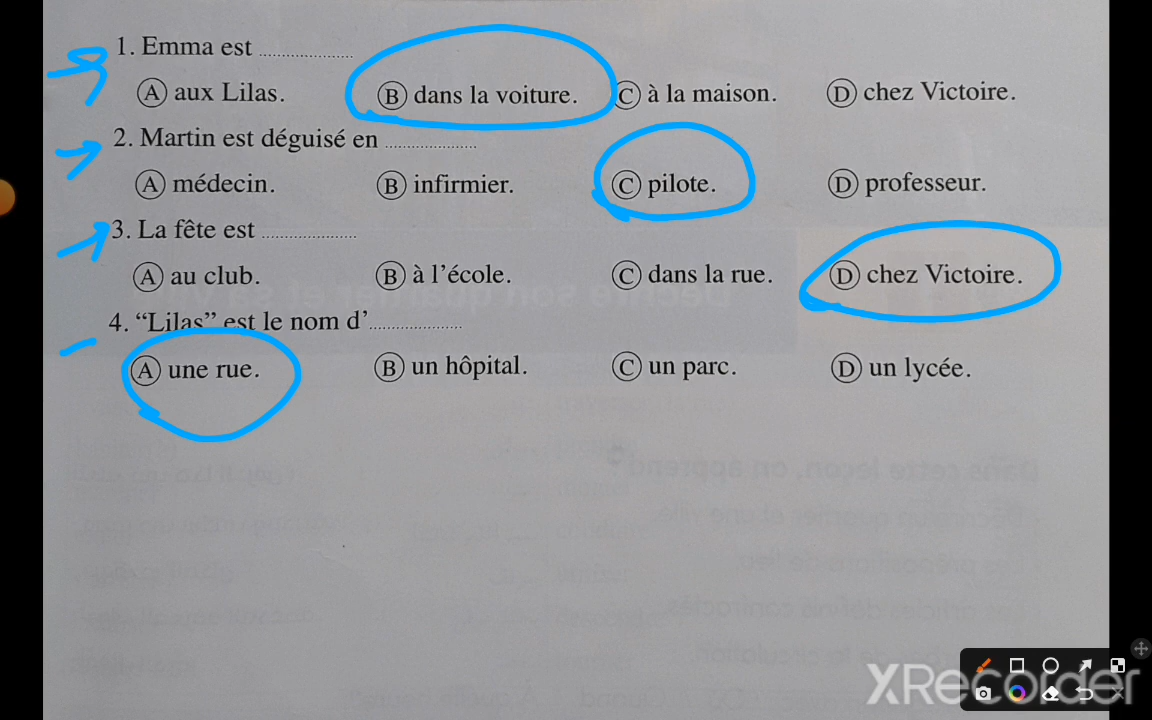 1. Emma est ....................
Ⓐ aux Lilas. Ⓑ dans la voiture. Ⓒ à la maison. Ⓓ chez Victoire.
2. Martin est déguisé en ....................
Ⓐ médecin. Ⓑ infirmier. Ⓒ pilote. Ⓓ professeur.
3. La fête est ....................
Ⓐ au club. Ⓑ à l'école. Ⓒ dans la rue. Ⓓ chez Victoire.
4. “Lilas” est le nom d'....................
Ⓐ une rue. Ⓑ un hôpital. Ⓒ un parc. Ⓓ un lycée.
XRecorder